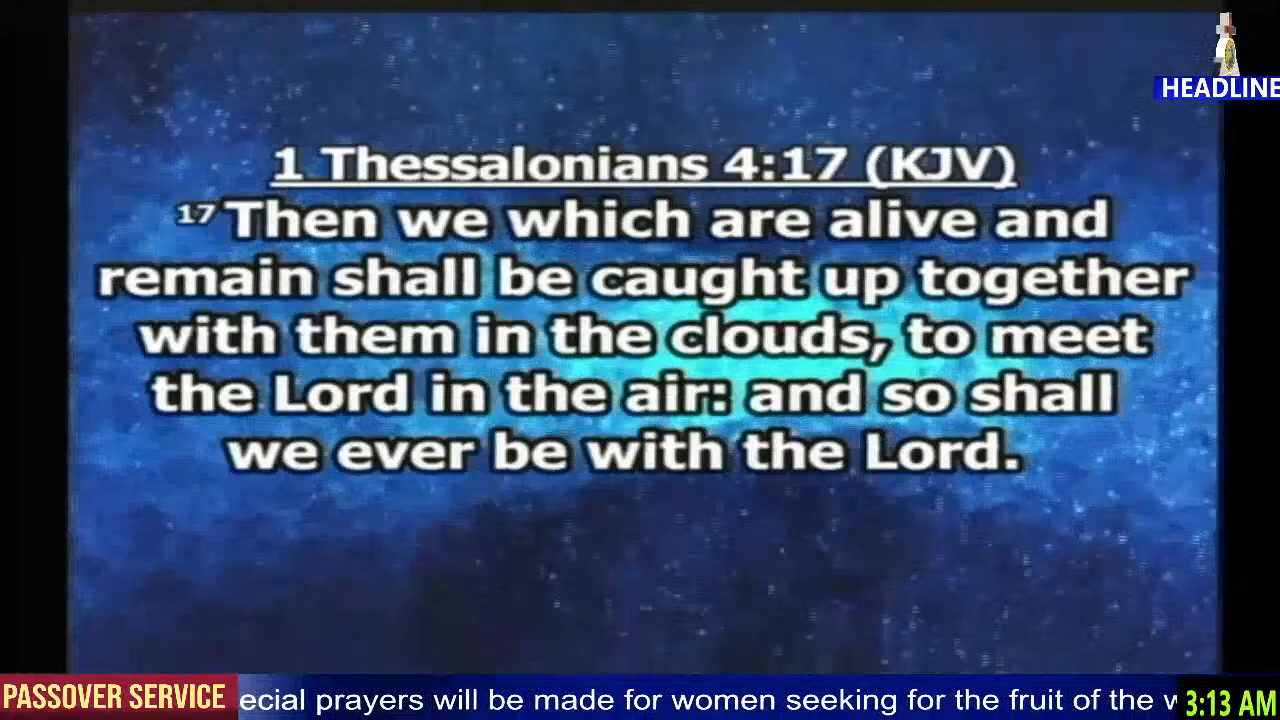 HEADLINE
1 Thessalonians 4:17 (KJV)
17 Then we which are alive and
remain shall be caught up together
with them in the clouds, to meet
the Lord in the air: and so shall
we ever be with the Lord.
PASSOVER SERVICE ecial prayers will be made for women seeking for the fruit of the 3:13 AM